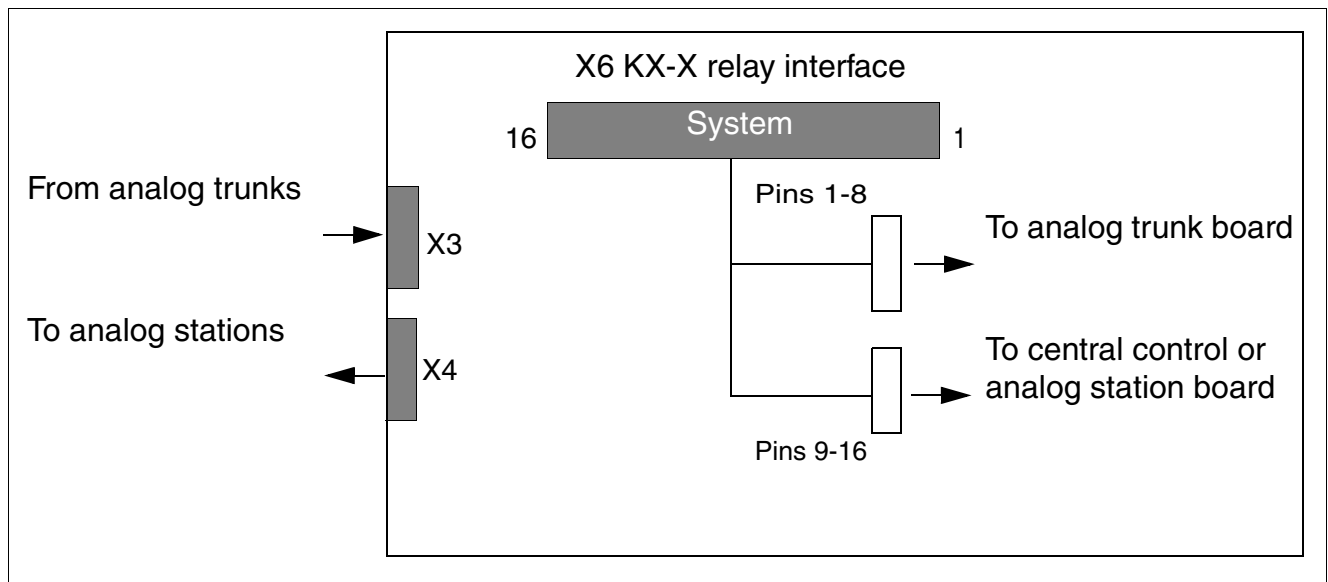 X6 KX-X relay interface
System
16
1
From analog trunks
Pins 1-8
X3
To analog trunk board
To analog stations
X4
To central control or
analog station board
Pins 9-16